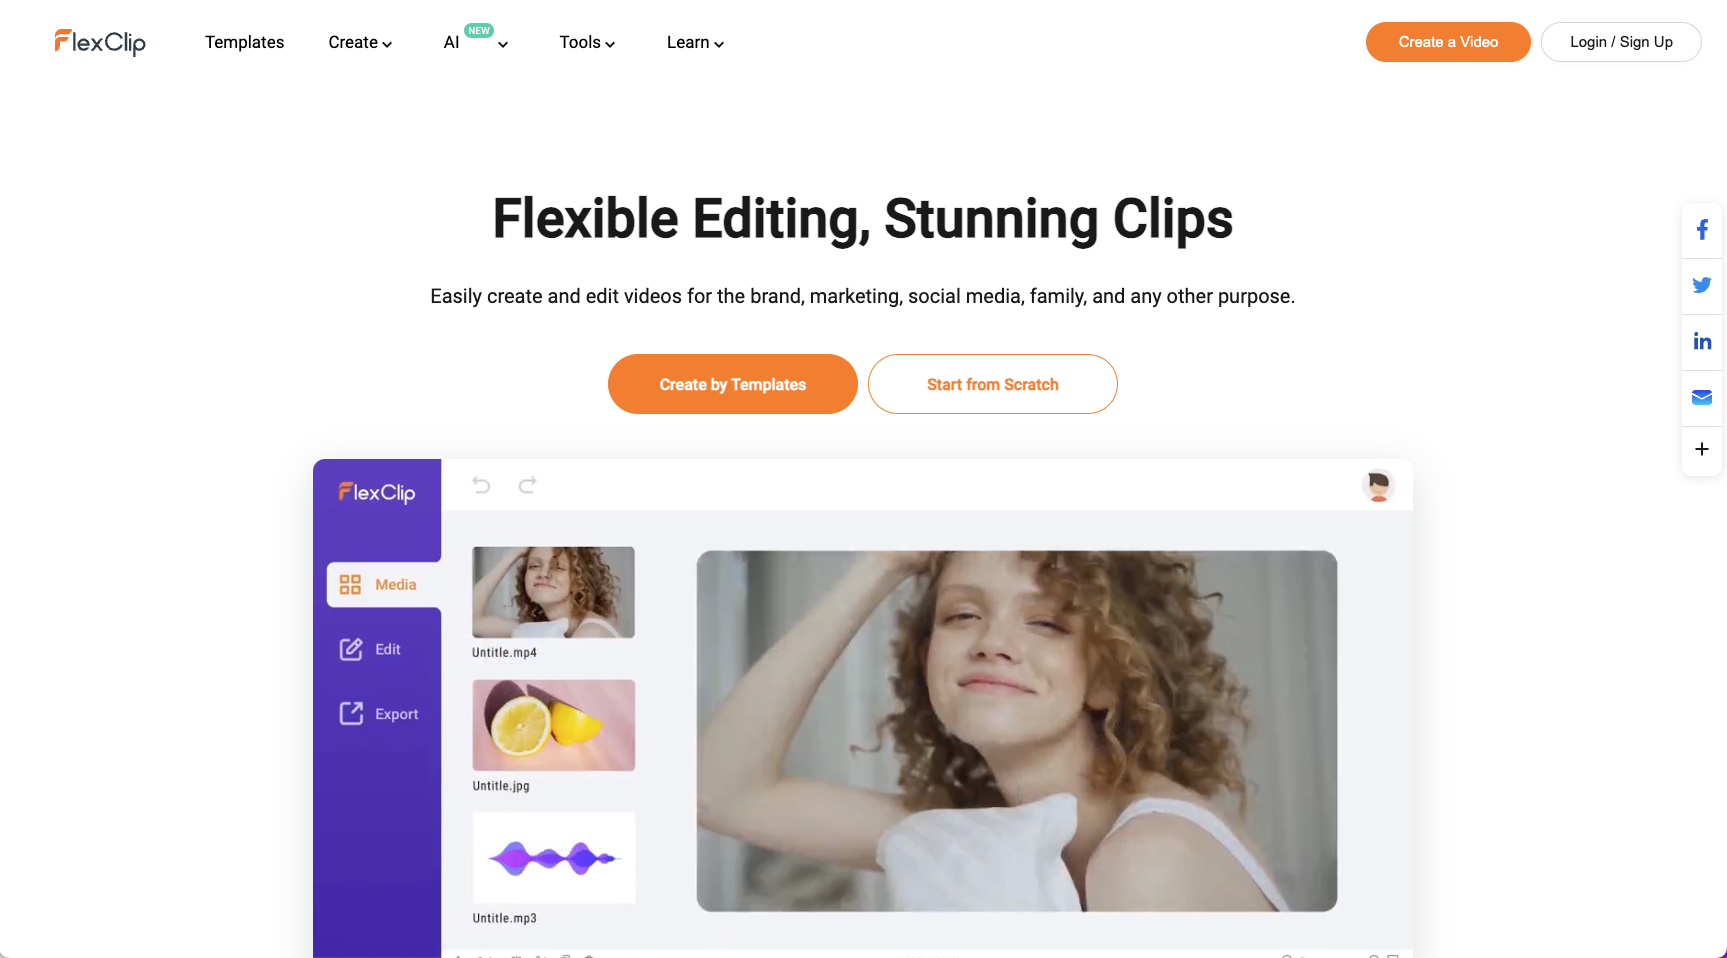 FlexClip
Templates
Create
AI
NEW
Tools
Learn
Create a Video
Login / Sign Up
Flexible Editing, Stunning Clips
Easily create and edit videos for the brand, marketing, social media, family, and any other purpose.
Create by Templates
Start from Scratch
FlexClip
Media
Edit
Export
Untitle.mp4
Untitle.jpg
Untitle.mp3